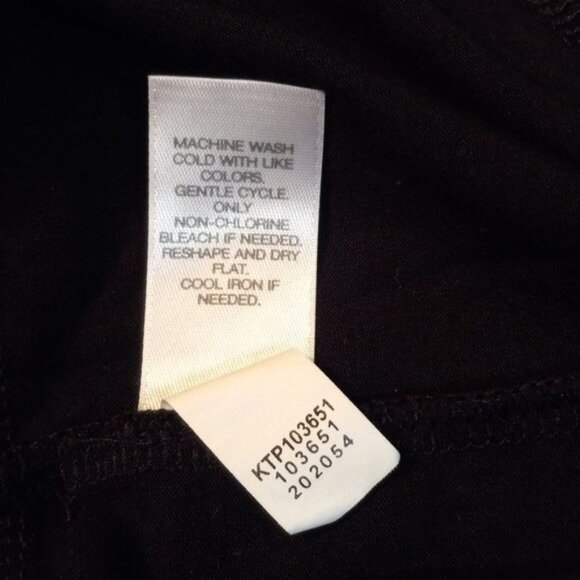 MACHINE WASH
COLD WITH LIKE
COLORS.
GENTLE CYCLE.
ONLY
NON-CHLORINE
BLEACH IF NEEDED.
RESHAPE AND DRY
FLAT.
COOL IRON IF
NEEDED.
KTP103651
103651
202054